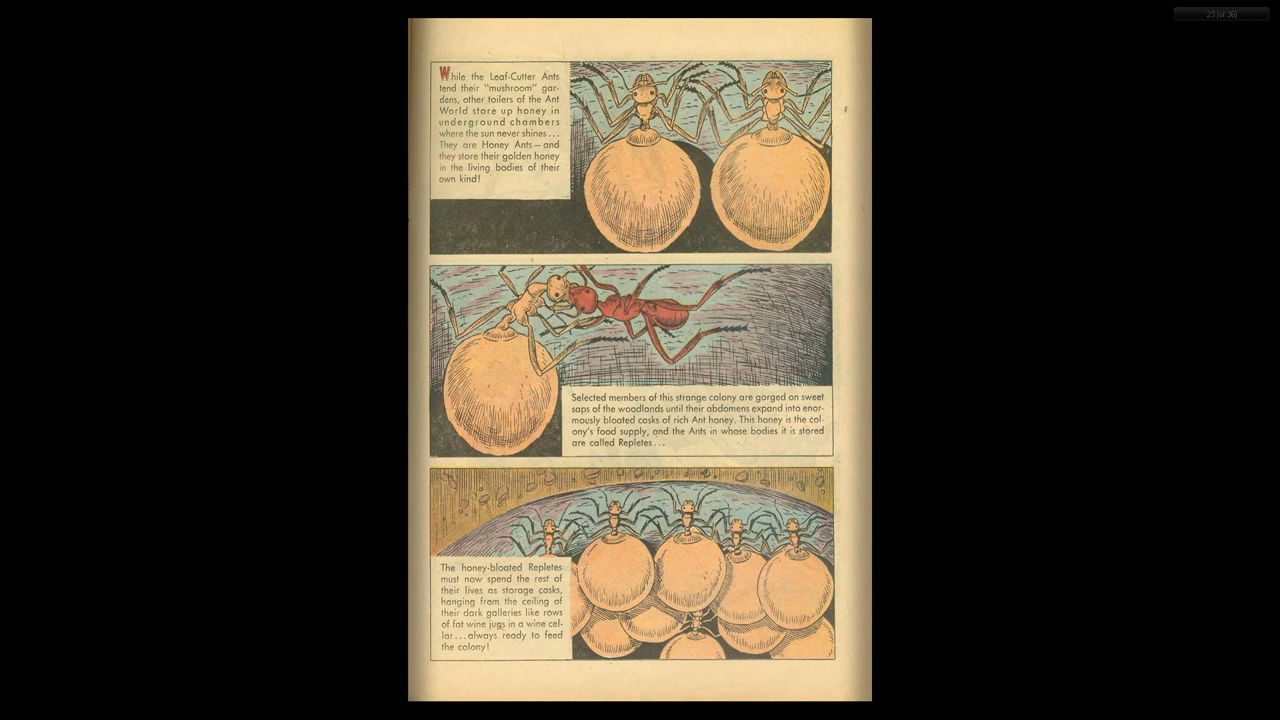 23 (of 36)
While the Leaf-Cutter Ants
tend their "mushroom" gar-
dens, other toilers of the Ant
World store up honey in
underground chambers
where the sun never shines...
They are Honey Ants—and
they store their golden honey
in the living bodies of their
own kind!
Selected members of this strange colony are gorged on sweet
saps of the woodlands until their abdomens expand into enor-
mously bloated casks of rich Ant honey. This honey is the col-
ony's food supply, and the Ants in whose bodies it is stored
are called Repletes...
The honey-bloated Repletes
must now spend the rest of
their lives as storage casks,
hanging from the ceiling of
their dark galleries like rows
of fat wine jugs in a wine cel-
lar...always ready to feed
the colony!